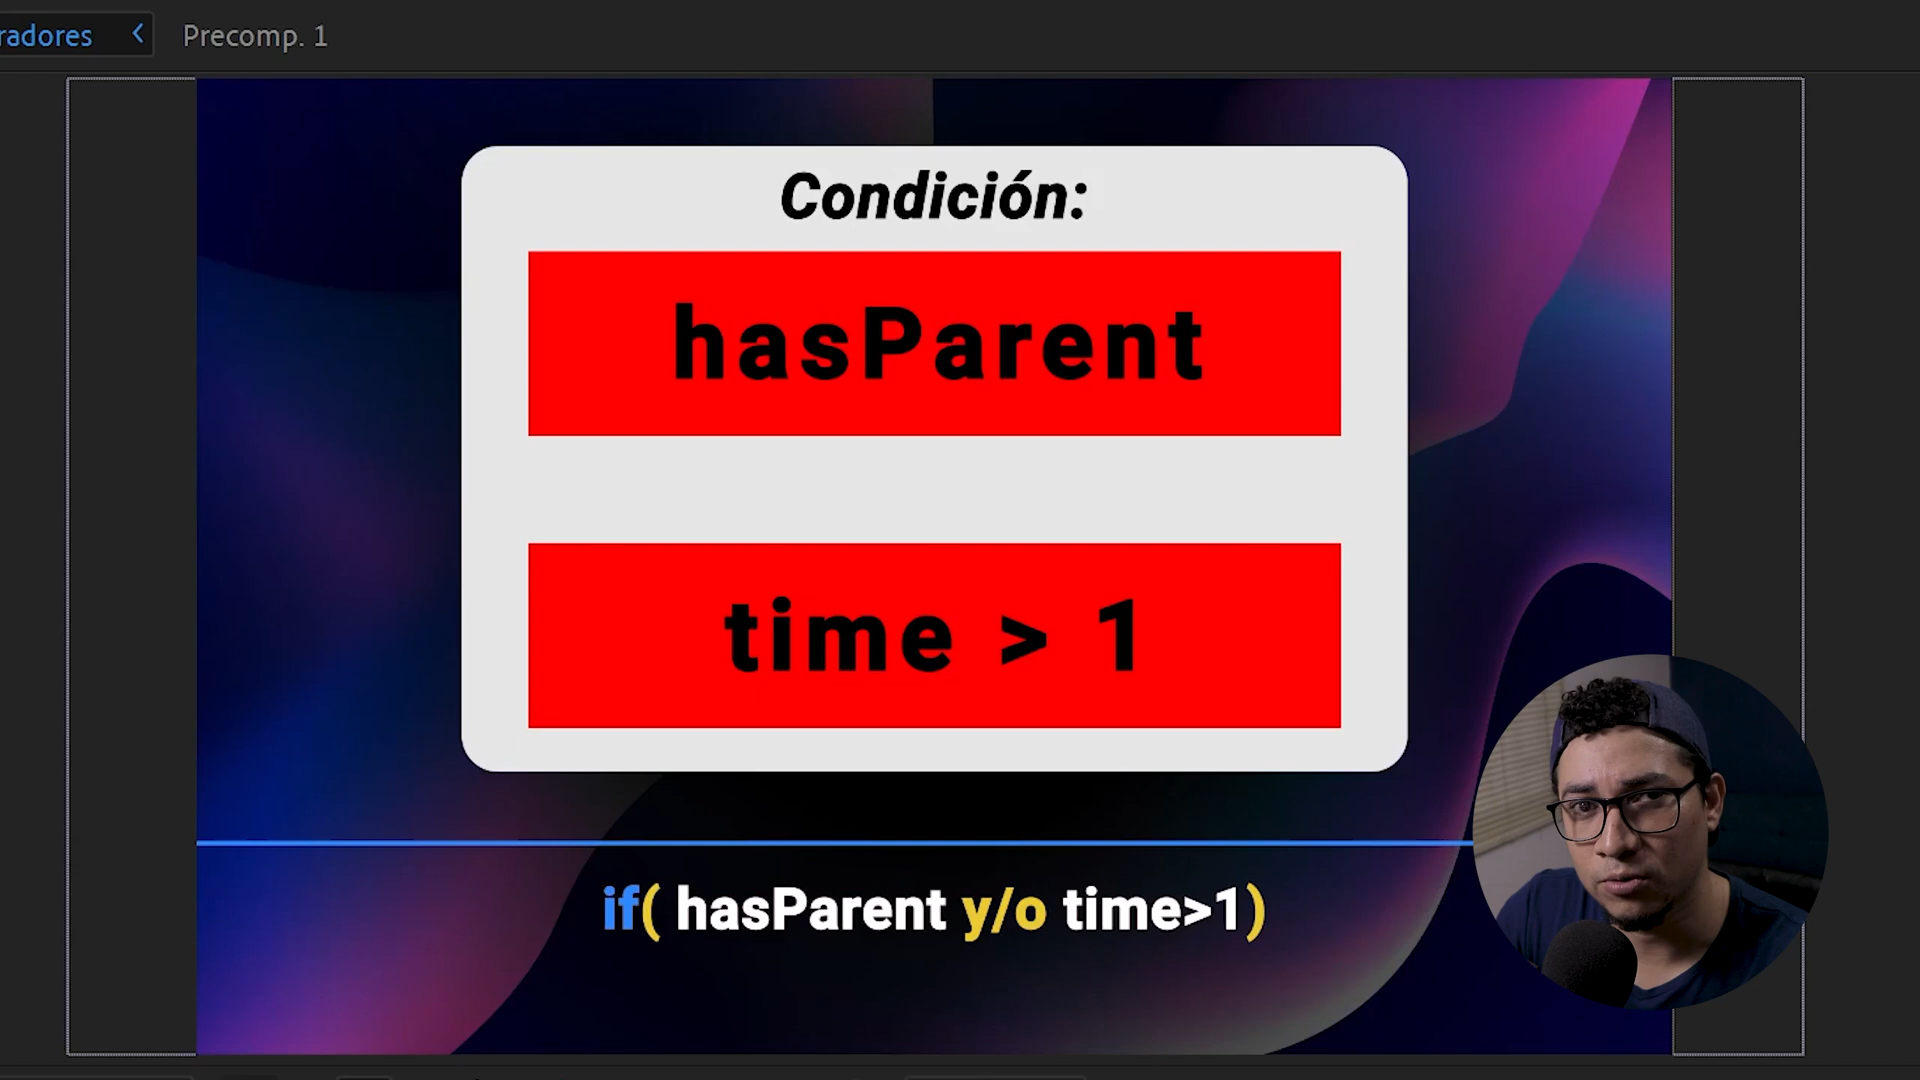 radores
Precomp. 1
Condición:
hasParent
time > 1
if( hasParent y/o time>1)